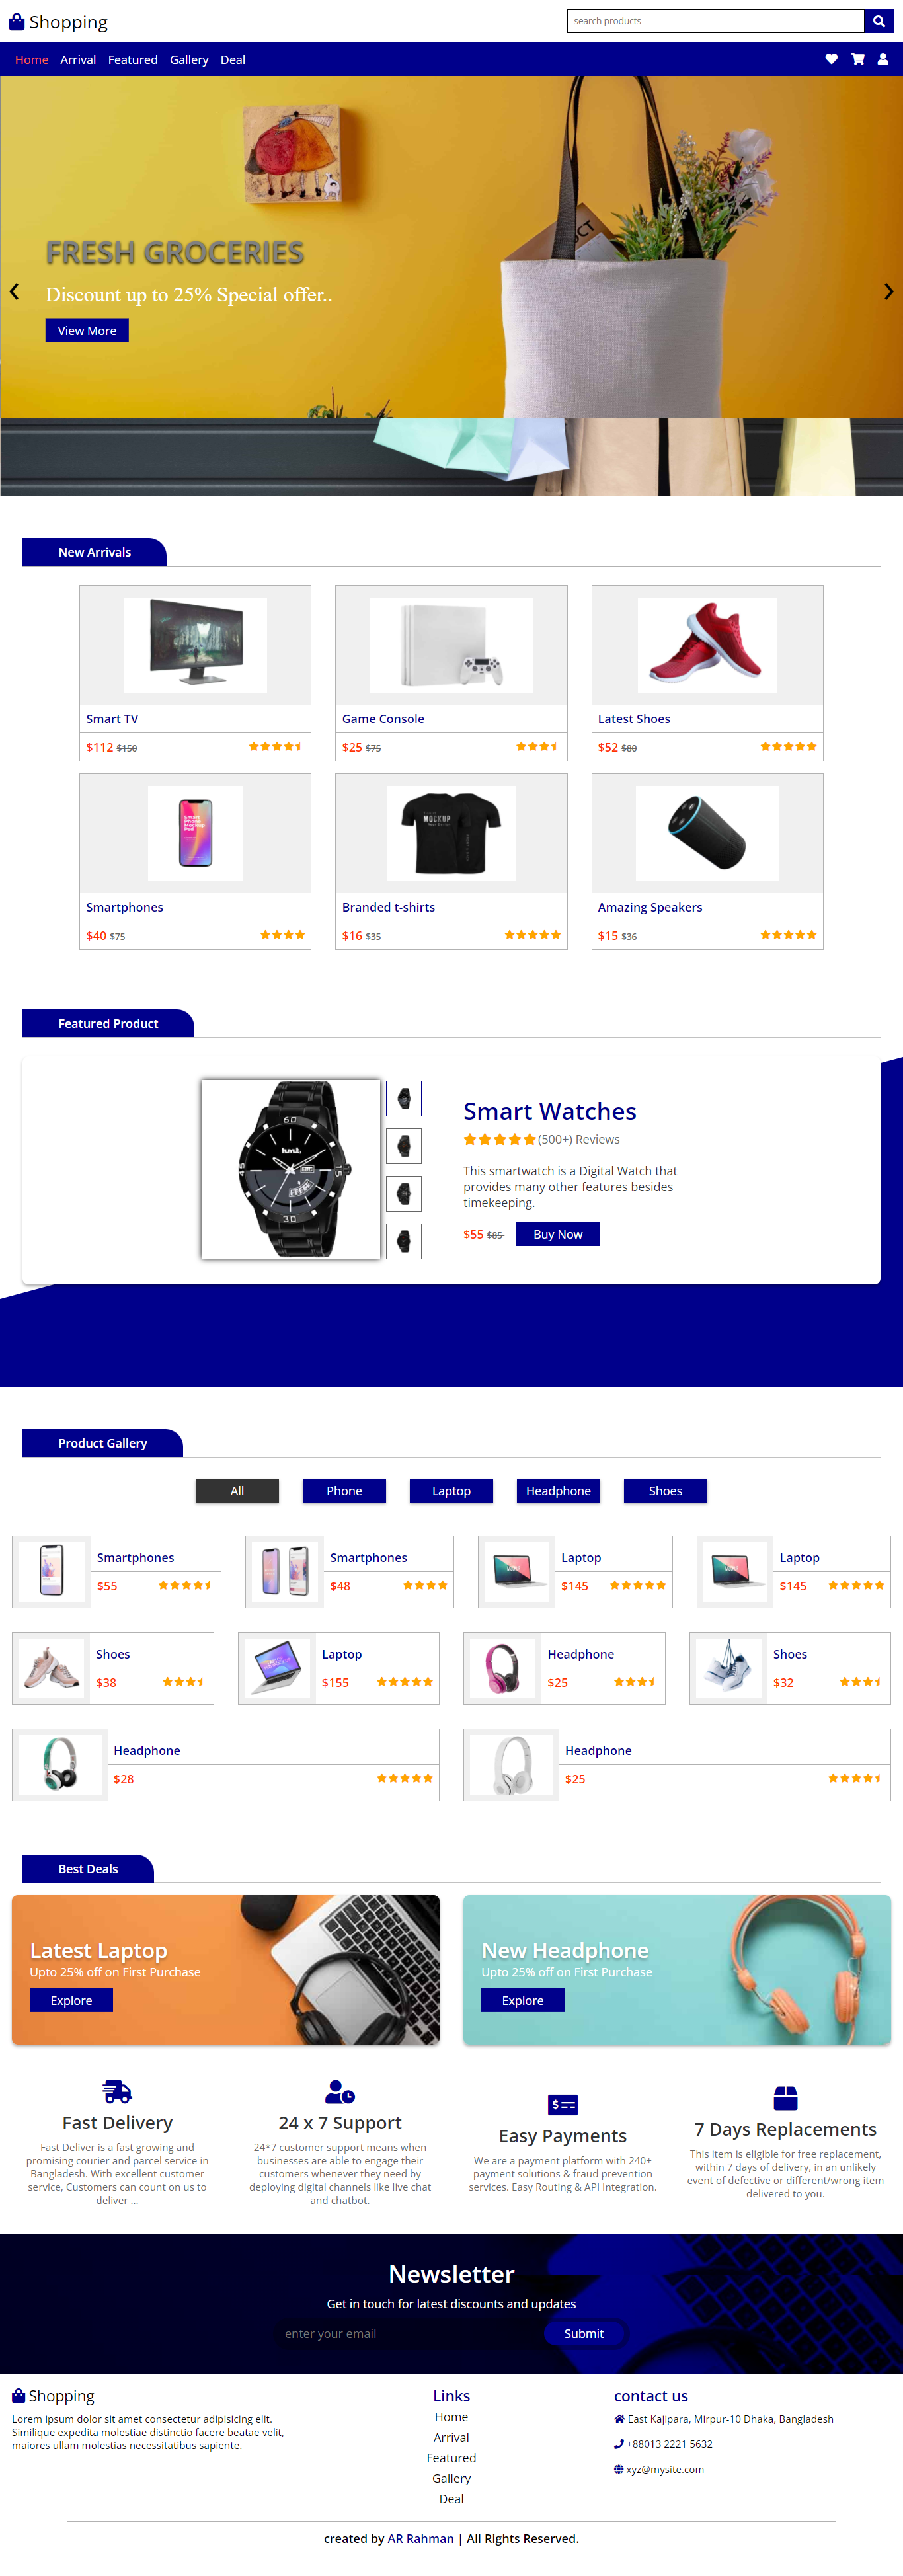 Shopping
search products
Home Arrival Featured Gallery Deal
FRESH GROCERIES
Discount up to 25% Special offer..
View More
New Arrivals
Smart TV
$112 $150
Game Console
$25 $75
Latest Shoes
$52 $80
Smart
Phone
Mockup
Psd
Smartphones
$40 $75
MOCKUP
Branded t-shirts
$16 $35
Amazing Speakers
$15 $36
Featured Product
60
hmt
45
15
30
Smart Watches
(500+) Reviews
This smartwatch is a Digital Watch that
provides many other features besides
timekeeping.
$55 $85
Buy Now
Product Gallery
All
Phone
Laptop
Headphone
Shoes
Smartphones
$55
Smartphones
$48
Laptop
$145
Laptop
$145
Shoes
$38
Laptop
$155
Headphone
$25
Shoes
$32
Headphone
$28
Headphone
$25
Best Deals
Latest Laptop
Upto 25% off on First Purchase
Explore
New Headphone
Upto 25% off on First Purchase
Explore
Fast Delivery
Fast Deliver is a fast growing and
promising courier and parcel service in
Bangladesh. With excellent customer
service, Customers can count on us to
deliver ...
24 x 7 Support
24*7 customer support means when
businesses are able to engage their
customers whenever they need by
deploying digital channels like live chat
and chatbot.
Easy Payments
We are a payment platform with 240+
payment solutions & fraud prevention
services. Easy Routing & API Integration.
7 Days Replacements
This item is eligible for free replacement,
within 7 days of delivery, in an unlikely
event of defective or different/wrong item
delivered to you.
Newsletter
Get in touch for latest discounts and updates
enter your email
Submit
Shopping
Lorem ipsum dolor sit amet consectetur adipisicing elit.
Similique expedita molestiae distinctio facere beatae velit,
maiores ullam molestias necessitatibus sapiente.
Links
Home
Arrival
Featured
Gallery
Deal
contact us
East Kajipara, Mirpur-10 Dhaka, Bangladesh
+88013 2221 5632
xyz@mysite.com
created by AR Rahman | All Rights Reserved.